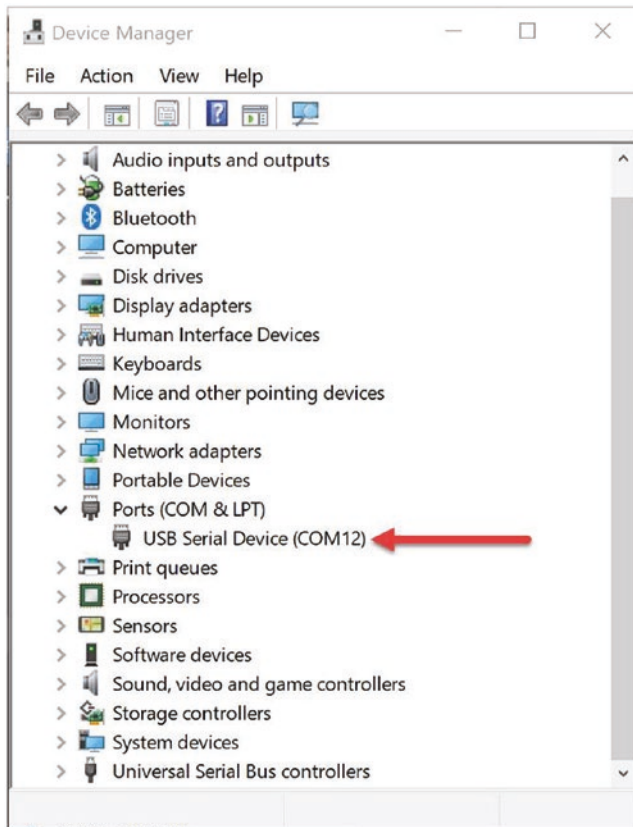 Device Manager
File Action View Help
Audio inputs and outputs
Batteries
Bluetooth
Computer
Disk drives
Display adapters
Human Interface Devices
Keyboards
Mice and other pointing devices
Monitors
Network adapters
Portable Devices
Ports (COM & LPT)
USB Serial Device (COM12)
Print queues
Processors
Sensors
Software devices
Sound, video and game controllers
Storage controllers
System devices
Universal Serial Bus controllers